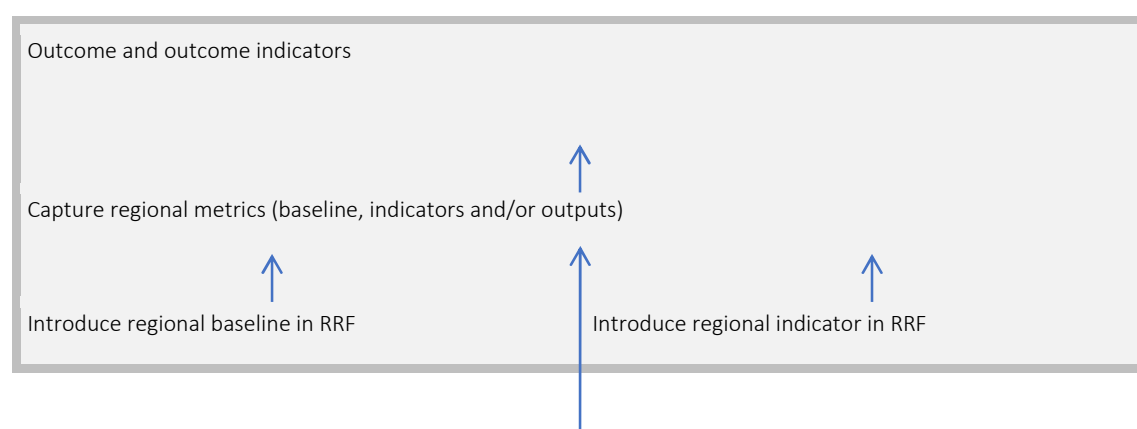 Outcome and outcome indicators
Capture regional metrics (baseline, indicators and/or outputs)
Introduce regional baseline in RRF
Introduce regional indicator in RRF